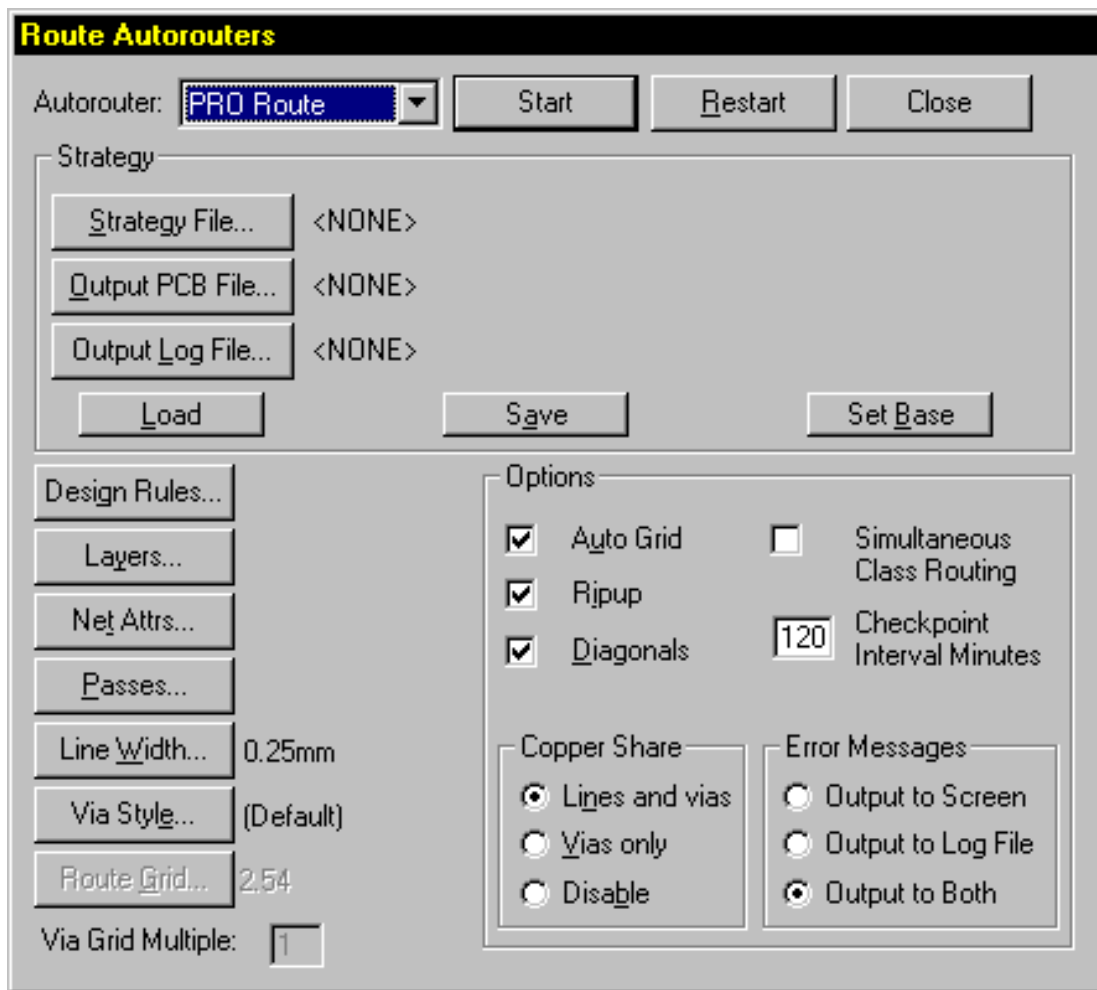 Route Autorouters
Autorouter: PRO Route Start Restart Close
Strategy
Strategy File... <NONE>
Output PCB File... <NONE>
Output Log File... <NONE>
Load Save Set Base
Design Rules...
Layers...
Net Attrs...
Passes...
Line Width... 0.25mm
Via Style... (Default)
Route Grid... 2.54
Via Grid Multiple: 1
Options
Auto Grid
Ripup
Diagonals
Simultaneous
Class Routing
120 Checkpoint
Interval Minutes
Copper Share
Lines and vias
Vias only
Disable
Error Messages
Output to Screen
Output to Log File
Output to Both